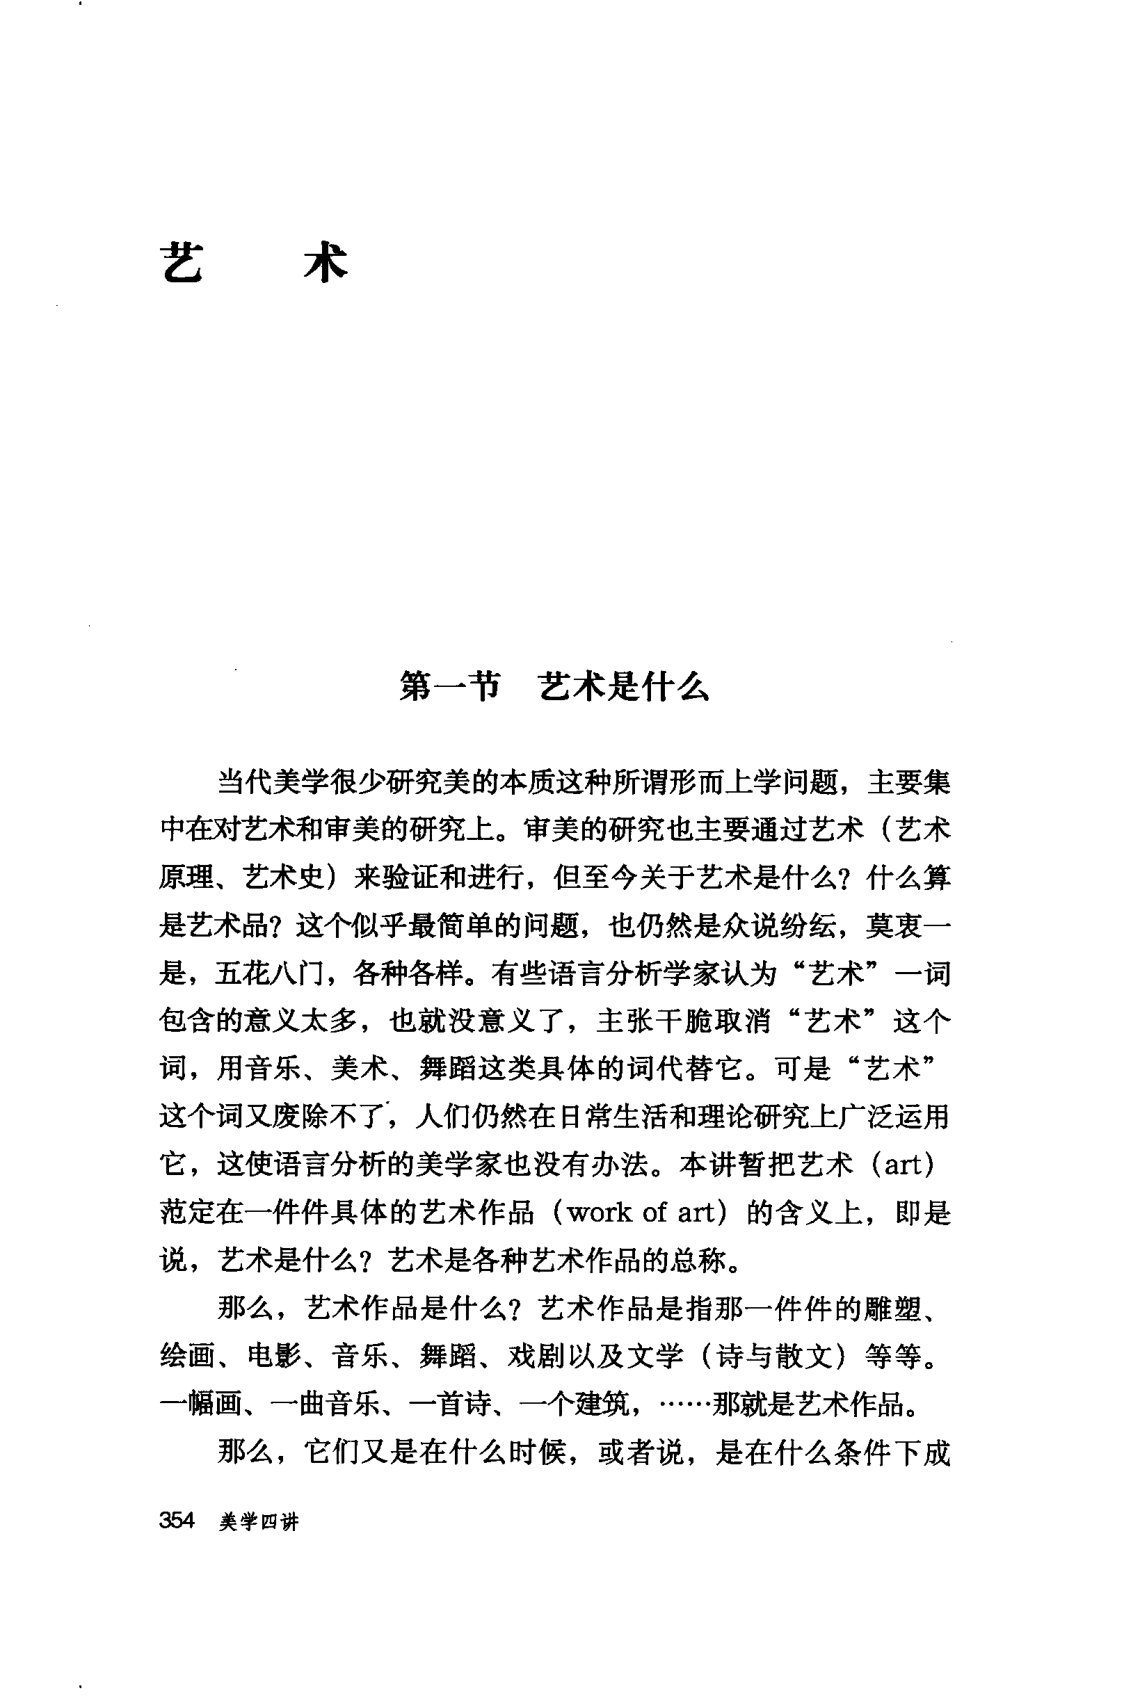 艺 术
第一节 艺术是什么
当代美学很少研究美的本质这种所谓形而上学问题，主要集
中在对艺术和审美的研究上。审美的研究也主要通过艺术（艺术
原理、艺术史）来验证和进行，但至今关于艺术是什么？什么算
是艺术品？这个似乎最简单的问题，也仍然是众说纷纭，莫衷一
是，五花八门，各种各样。有些语言分析学家认为“艺术”一词
包含的意义太多，也就没意义了，主张干脆取消“艺术”这个
词，用音乐、美术、舞蹈这类具体的词代替它。可是“艺术”
这个词又废除不了，人们仍然在日常生活和理论研究上广泛运用
它，这使语言分析的美学家也没有办法。本讲暂把艺术（art）
范定在一件件具体的艺术作品（work of art）的含义上，即是
说，艺术是什么？艺术是各种艺术作品的总称。
那么，艺术作品是什么？艺术作品是指那一件件的雕塑、
绘画、电影、音乐、舞蹈、戏剧以及文学（诗与散文）等等。
一幅画、一曲音乐、一首诗、一个建筑，……那就是艺术作品。
那么，它们又是在什么时候，或者说，是在什么条件下成
354 美学四讲